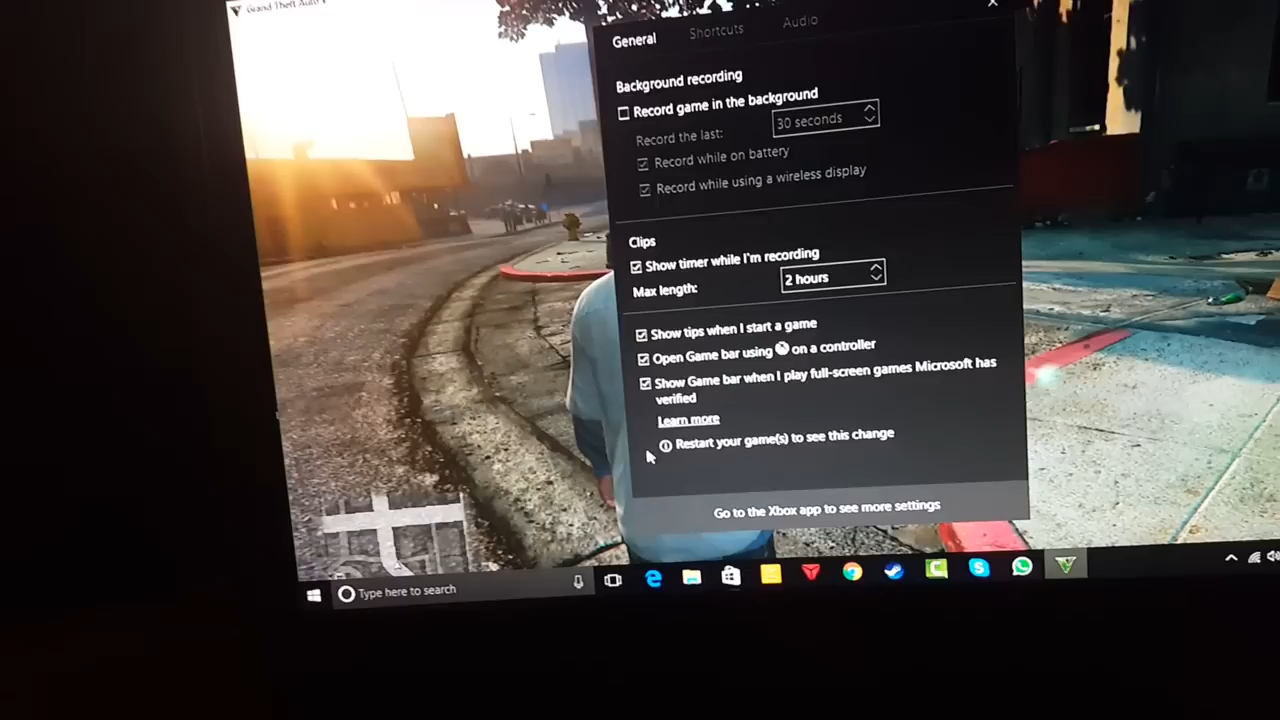 Grand Theft Auto V
General Shortcuts Audio
Background recording
Record game in the background
Record the last: 30 seconds
Record while on battery
Record while using a wireless display
Clips
Show timer while I'm recording
Max length: 2 hours
Show tips when I start a game
Open Game bar using on a controller
Show Game bar when I play full-screen games Microsoft has
verified
Learn more
Restart your game(s) to see this change
Go to the Xbox app to see more settings
Type here to search